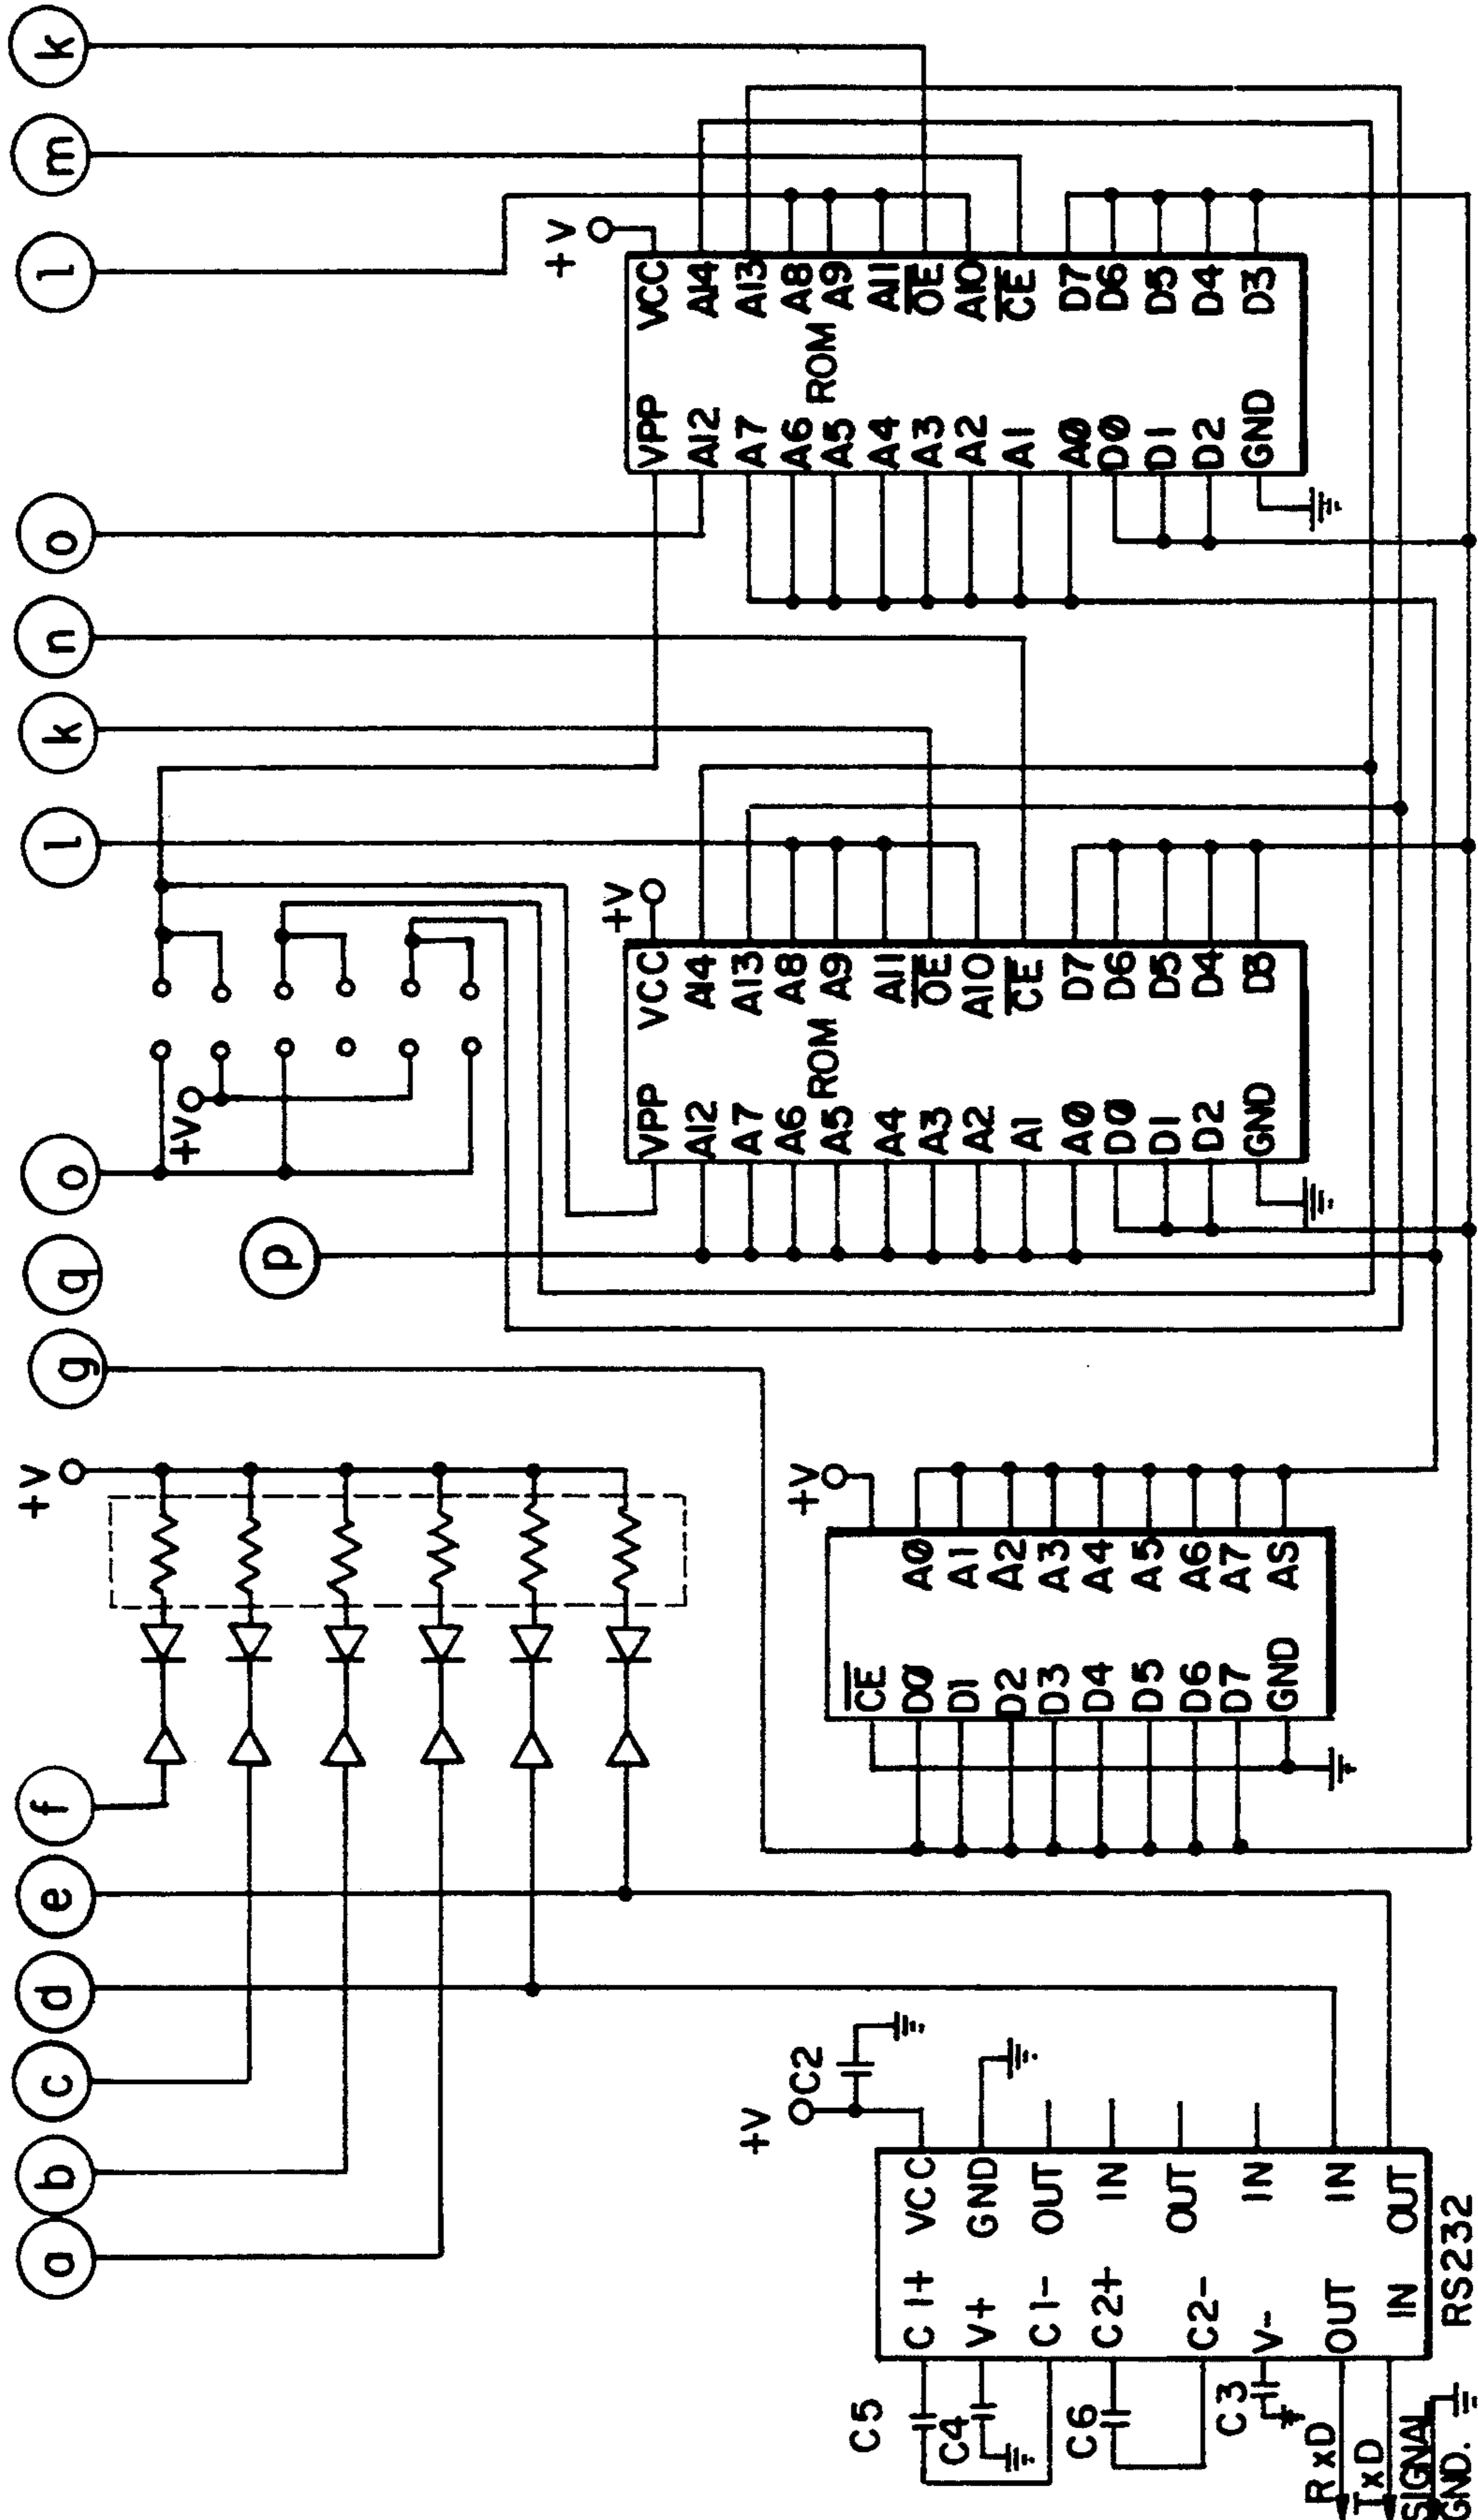 a
b
c
d
e
f
g
q
o
l
k
n
o
l
m
k
p
+V
+V
+V
+V
+V
+V
C5
C4
C6
C3
C2
C1+ VCC
V+ GND
C1- OUT
C2+ IN
C2- OUT
V- IN
OUT IN
IN OUT
RS232
RxD
TxD
SIGNAL
GND.
CE
D0 A0
D1 A1
D2 A2
D3 A3
D4 A4
D5 A5
D6 A6
D7 A7
GND AS
VPP VCC
A12 A14
A7 A13
A6 A8
A5 ROM A9
A4 A11
A3 OE
A2 A10
A1 CE
A0 D7
D0 D6
D1 D5
D2 D4
GND D3
VPP VCC
A12 A14
A7 A13
A6 A8
A5 ROM A9
A4 A11
A3 OE
A2 A10
A1 CE
A0 D7
D0 D6
D1 D5
D2 D4
GND D3